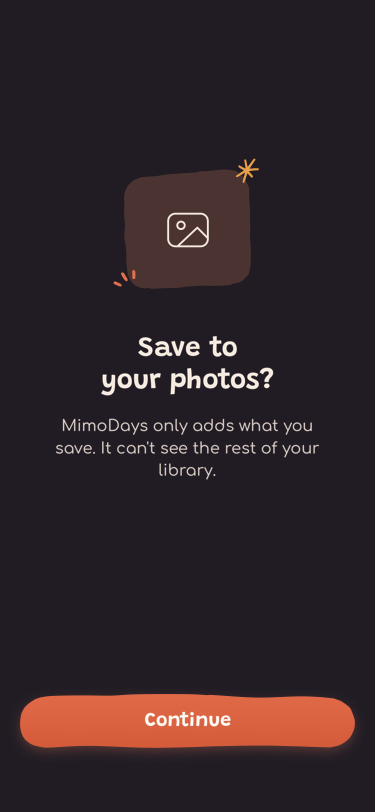 Save to
your photos?
MimoDays only adds what you
save. It can't see the rest of your
library.
Continue